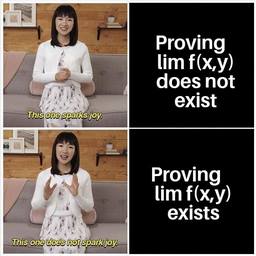 This one sparks joy.
Proving
lim f(x,y)
does not
exist
This one does not spark joy.
Proving
lim f(x,y)
exists